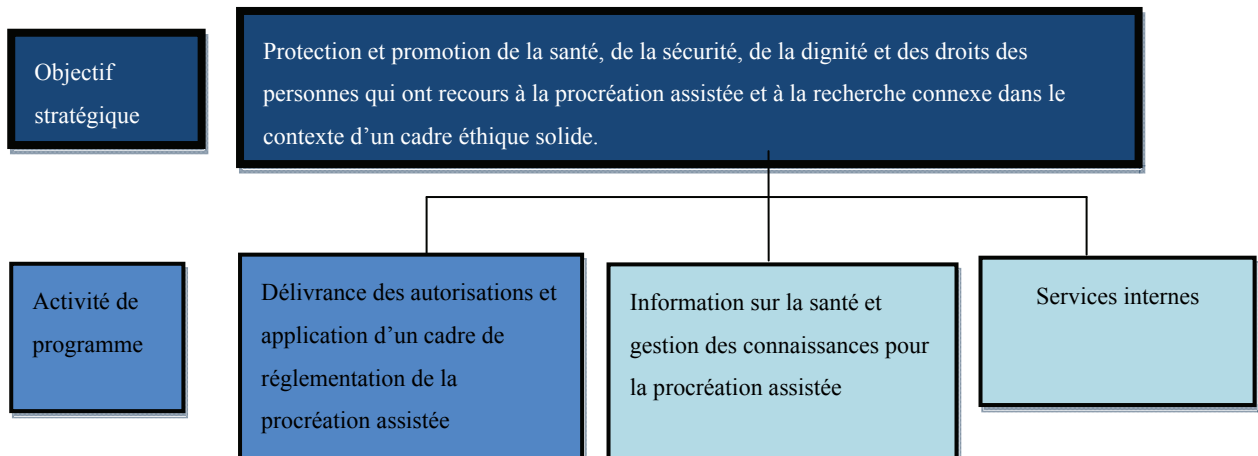 Objectif
stratégique
Protection et promotion de la santé, de la sécurité, de la dignité et des droits des
personnes qui ont recours à la procréation assistée et à la recherche connexe dans le
contexte d’un cadre éthique solide.
Activité de
programme
Délivrance des autorisations et
application d’un cadre de
réglementation de la
procréation assistée
Information sur la santé et
gestion des connaissances pour
la procréation assistée
Services internes